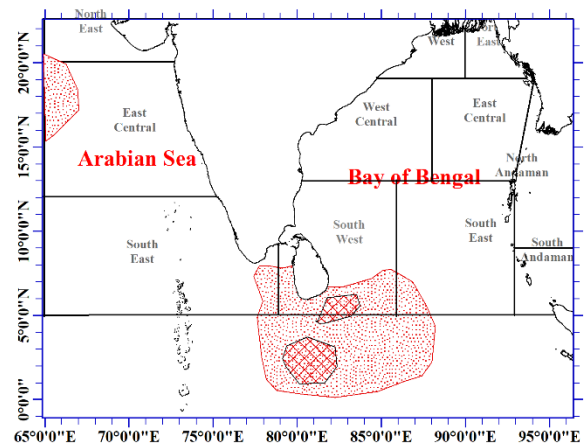 North
East
West
North
East
20°0'0"N
East
Central
West
Central
East
Central
15°0'0"N
Arabian Sea
Bay of Bengal
North
Andaman
10°0'0"N
South
East
South
West
South
East
South
Andaman
5°0'0"N
0°0'0"
65°0'0"E
70°0'0"E
75°0'0"E
80°0'0"E
85°0'0"E
90°0'0"E
95°0'0"E